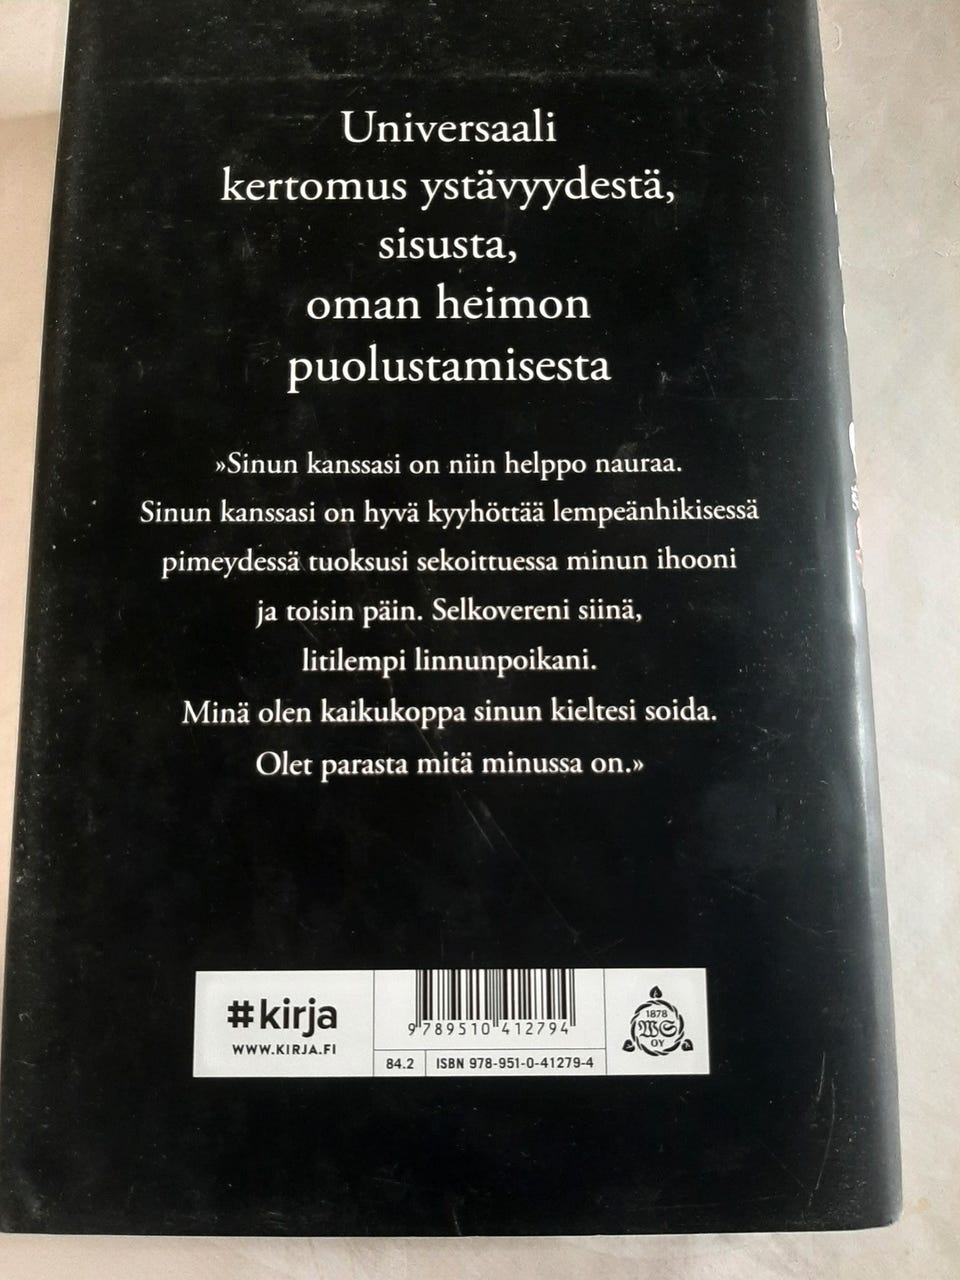 Universaali
kertomus ystävyydestä,
sisusta,
oman heimon
puolustamisesta
»Sinun kanssasi on niin helppo nauraa.
Sinun kanssasi on hyvä kyyhöttää lempeänhikisessä
pimeydessä tuoksusi sekoittuessa minun ihooni
ja toisin päin. Selkovereni siinä,
litilempi linnunpoikani.
Minä olen kaikukoppa sinun kieltesi soida.
Olet parasta mitä minussa on.»
#kirja
WWW.KIRJA.FI
9 789510 412794
84.2
ISBN 978-951-0-41279-4
1878
WS
OY